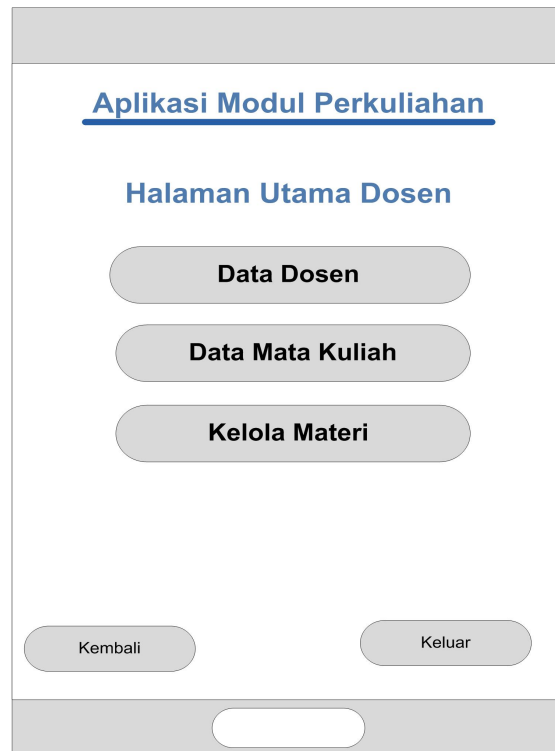 Aplikasi Modul Perkuliahan
Halaman Utama Dosen
Data Dosen
Data Mata Kuliah
Kelola Materi
Kembali
Keluar